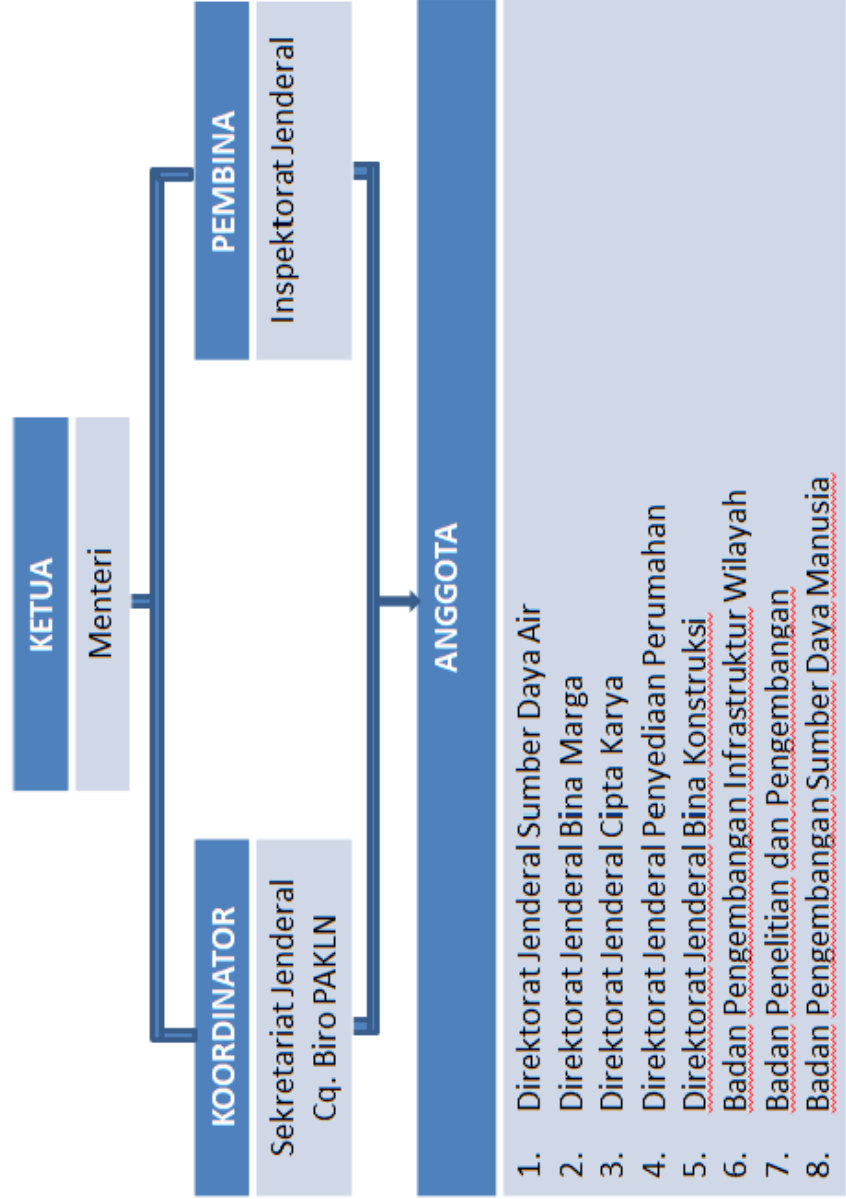 KETUA
Menteri
KOORDINATOR
Sekretariat Jenderal
Cq. Biro PAKLN
PEMBINA
Inspektorat Jenderal
ANGGOTA
1. Direktorat Jenderal Sumber Daya Air
2. Direktorat Jenderal Bina Marga
3. Direktorat Jenderal Cipta Karya
4. Direktorat Jenderal Penyediaan Perumahan
5. Direktorat Jenderal Bina Konstruksi
6. Badan Pengembangan Infrastruktur Wilayah
7. Badan Penelitian dan Pengembangan
8. Badan Pengembangan Sumber Daya Manusia